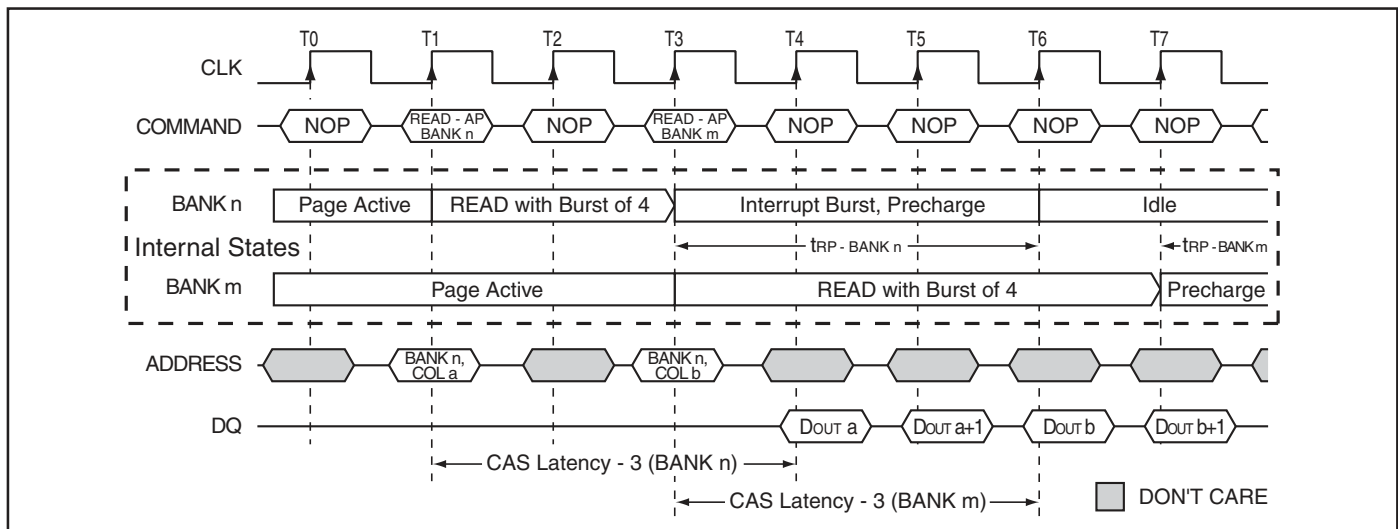 T0 T1 T2 T3 T4 T5 T6 T7
CLK
COMMAND NOP READ - AP BANK n NOP READ - AP BANK m NOP NOP NOP NOP
BANK n Page Active READ with Burst of 4 Interrupt Burst, Precharge Idle
Internal States tRP - BANK n tRP - BANK m
BANK m Page Active READ with Burst of 4 Precharge
ADDRESS BANK n, COL a BANK n, COL b
DQ DOUT a DOUT a+1 DOUT b DOUT b+1
CAS Latency - 3 (BANK n)
CAS Latency - 3 (BANK m) DON'T CARE